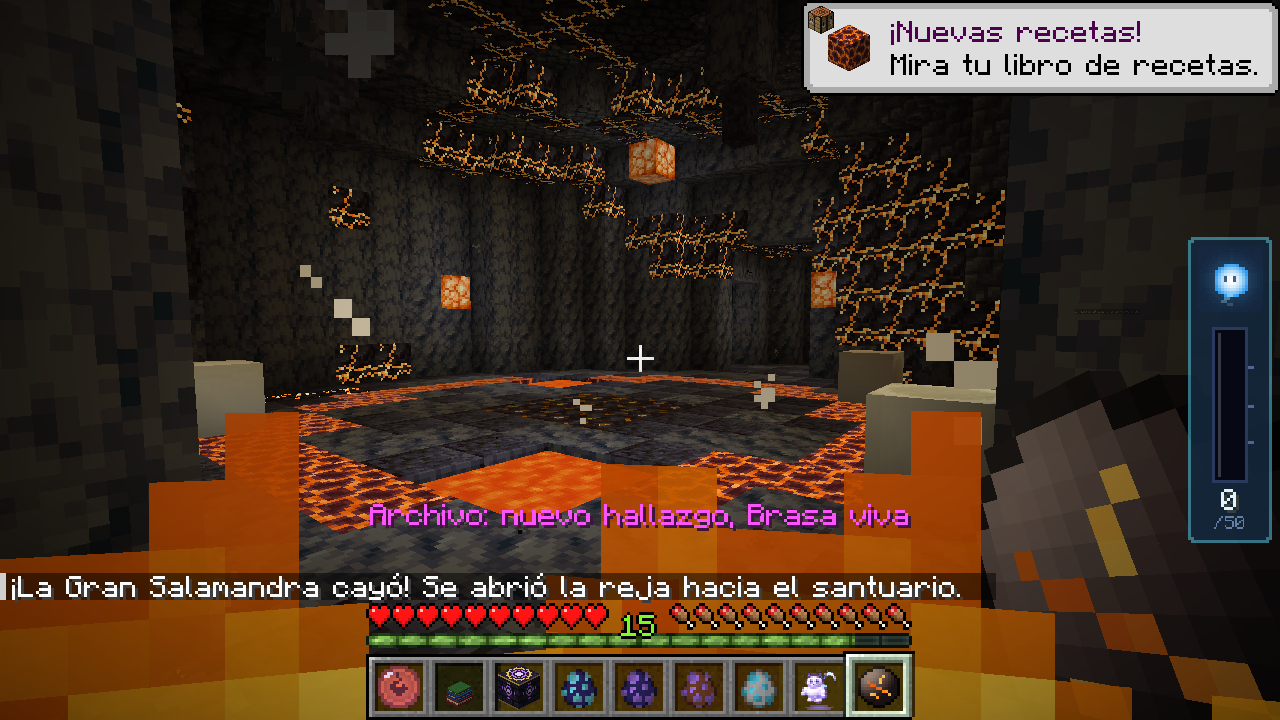 ¡Nuevas recetas!
Mira tu libro de recetas.
0
/50
Archivo: nuevo hallazgo, Brasa viva
¡La Gran Salamandra cayó! Se abrió la reja hacia el santuario.
15